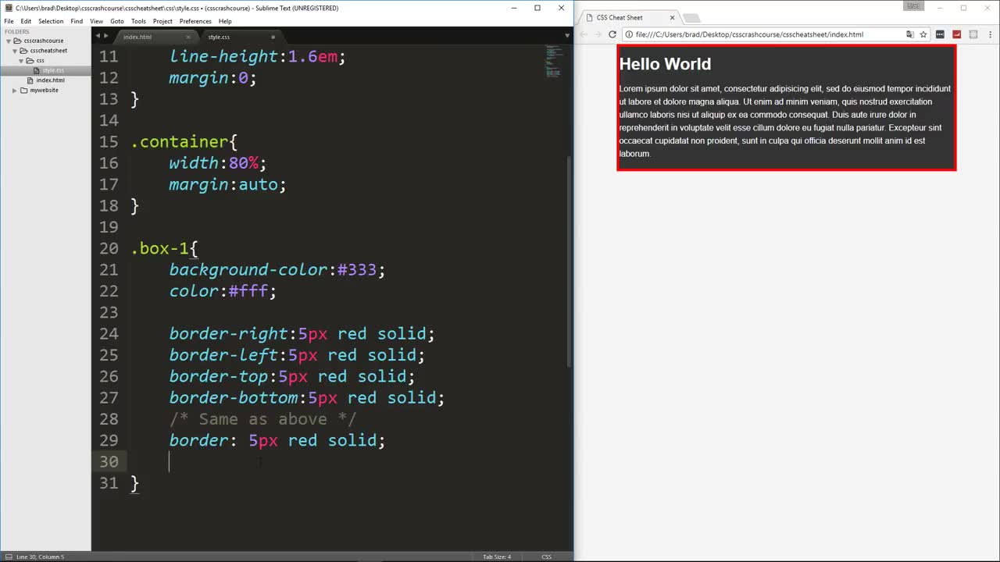 C:\Users\brad\Desktop\csscrashcourse\csscheatsheet\css\style.css • (csscrashcourse) - Sublime Text (UNREGISTERED)
File Edit Selection Find View Goto Tools Project Preferences Help
FOLDERS
csscrashcourse
csscheatsheet
css
style.css
index.html
mywebsite
index.html
style.css
11 line-height:1.6em;
12 margin:0;
13 }
14
15 .container{
16 width:80%;
17 margin:auto;
18 }
19
20 .box-1{
21 background-color:#333;
22 color:#fff;
23
24 border-right:5px red solid;
25 border-left:5px red solid;
26 border-top:5px red solid;
27 border-bottom:5px red solid;
28 /* Same as above */
29 border: 5px red solid;
30
31 }
Line 30, Column 5
Tab Size: 4
CSS
Brad
CSS Cheat Sheet
file:///C:/Users/brad/Desktop/csscrashcourse/csscheatsheet/index.html
Hello World
Lorem ipsum dolor sit amet, consectetur adipisicing elit, sed do eiusmod tempor incididunt
ut labore et dolore magna aliqua. Ut enim ad minim veniam, quis nostrud exercitation
ullamco laboris nisi ut aliquip ex ea commodo consequat. Duis aute irure dolor in
reprehenderit in voluptate velit esse cillum dolore eu fugiat nulla pariatur. Excepteur sint
occaecat cupidatat non proident, sunt in culpa qui officia deserunt mollit anim id est
laborum.